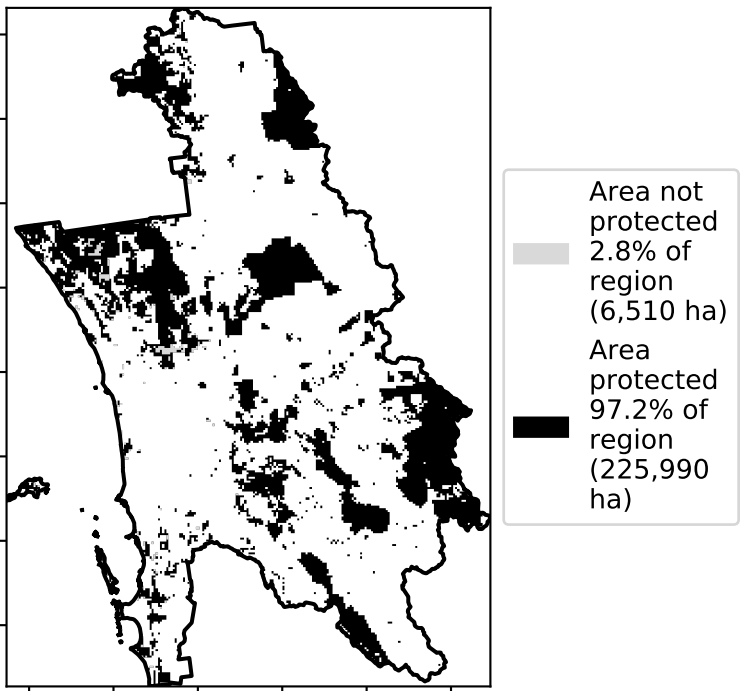 Area not
protected
2.8% of
region
(6,510 ha)
Area
protected
97.2% of
region
(225,990
ha)